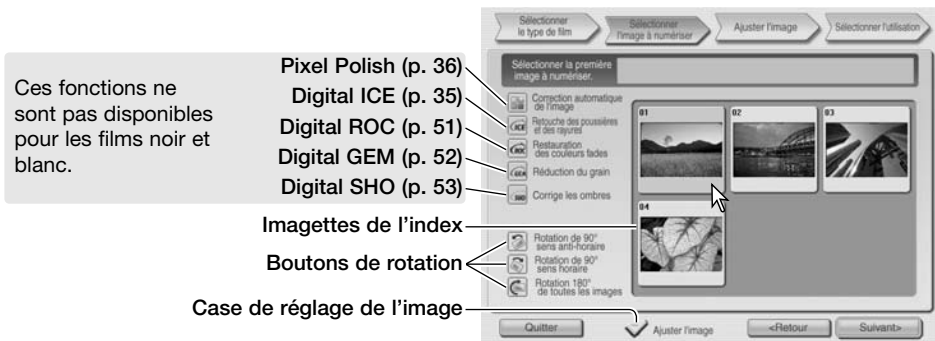 Ces fonctions ne
sont pas disponibles
pour les films noir et
blanc.
Pixel Polish (p. 36)
Digital ICE (p. 35)
Digital ROC (p. 51)
Digital GEM (p. 52)
Digital SHO (p. 53)
Imagettes de l'index
Boutons de rotation
Case de réglage de l'image
Sélectionner
le type de film
Sélectionner
l'image à numériser
Ajuster l'image
Sélectionner l'utilisation
Sélectionner la première
image à numériser.
Correction automatique
de l'image
ICE
Retouche des poussières
et des rayures
ROC
Restauration
des couleurs fades
GEM
Réduction du grain
SHO
Corrige les ombres
Rotation de 90°
sens anti-horaire
Rotation de 90°
sens horaire
Rotation 180°
de toutes les images
01
02
03
04
Quitter
Ajuster l'image
<Retour
Suivant>